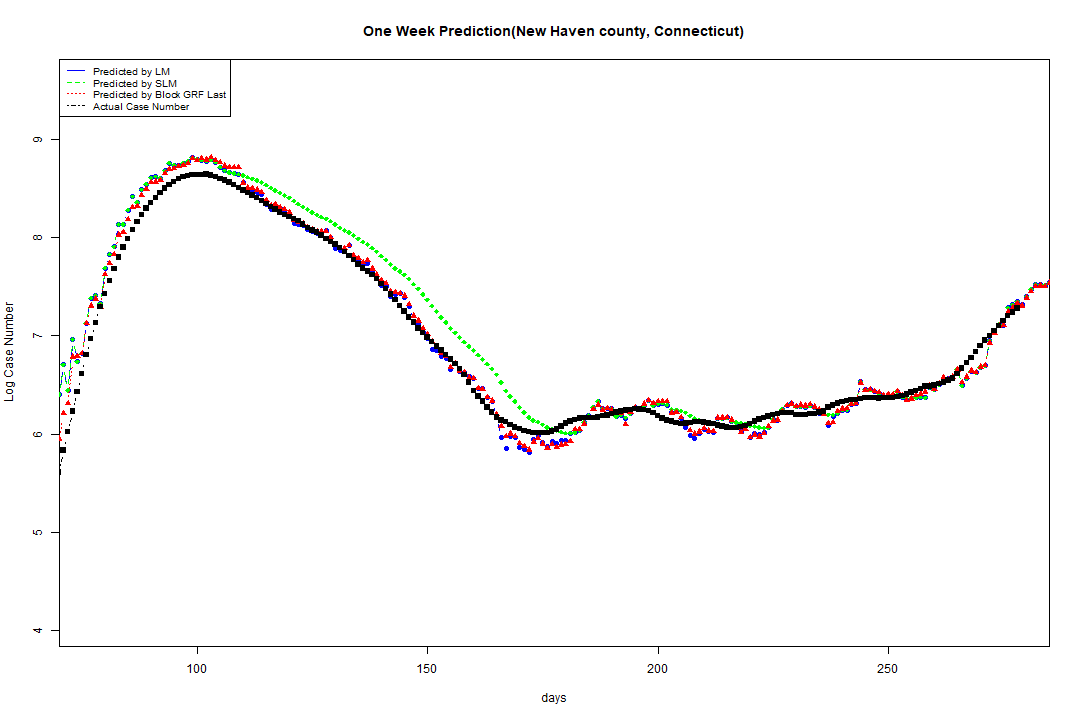 One Week Prediction(New Haven county, Connecticut)
Predicted by LM
Predicted by SLM
Predicted by Block GRF Last
Actual Case Number
9
8
7
6
5
4
Log Case Number
100 150 200 250
days